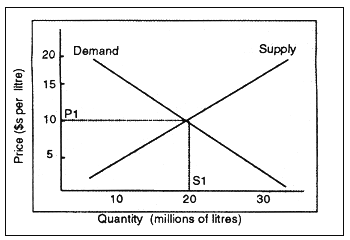 Price ($s per litre)
20
15
10
5
Demand
Supply
P1
S1
10
20
30
Quantity (millions of litres)